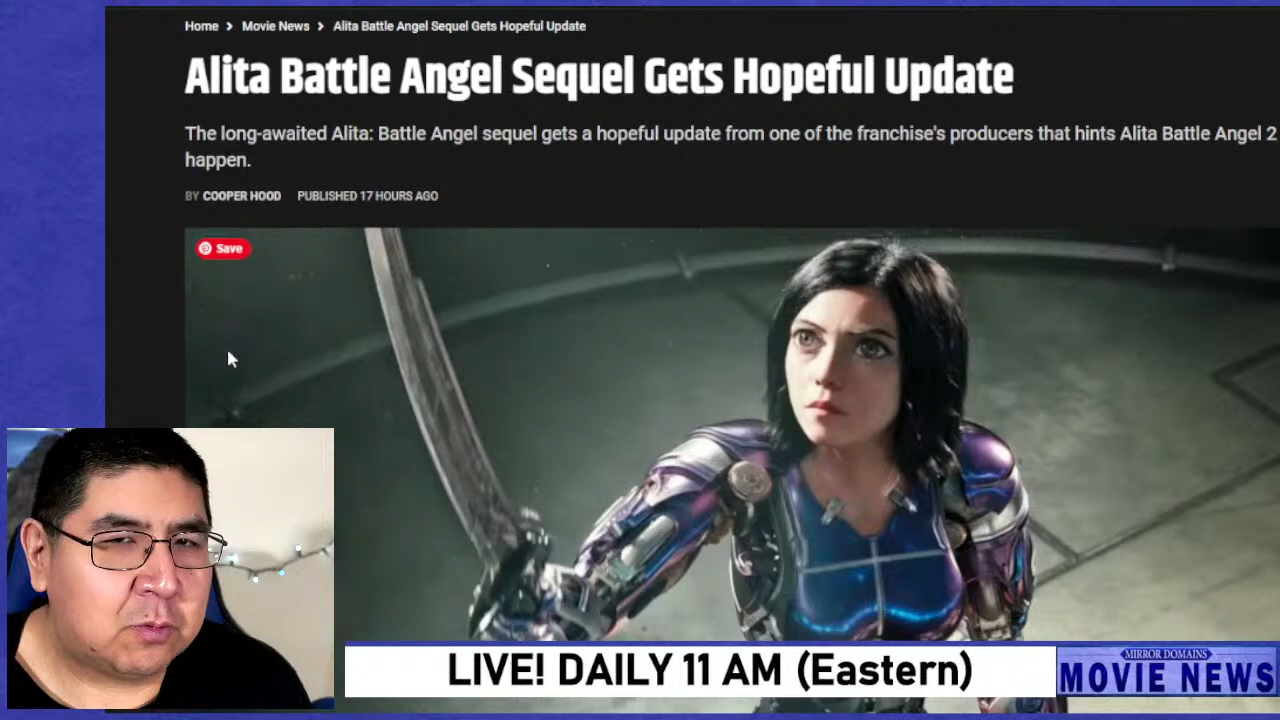 Home > Movie News > Alita Battle Angel Sequel Gets Hopeful Update
Alita Battle Angel Sequel Gets Hopeful Update
The long-awaited Alita: Battle Angel sequel gets a hopeful update from one of the franchise's producers that hints Alita Battle Angel 2
happen.
BY COOPER HOOD PUBLISHED 17 HOURS AGO
Save
LIVE! DAILY 11 AM (Eastern)
MIRROR DOMAINS
MOVIE NEWS